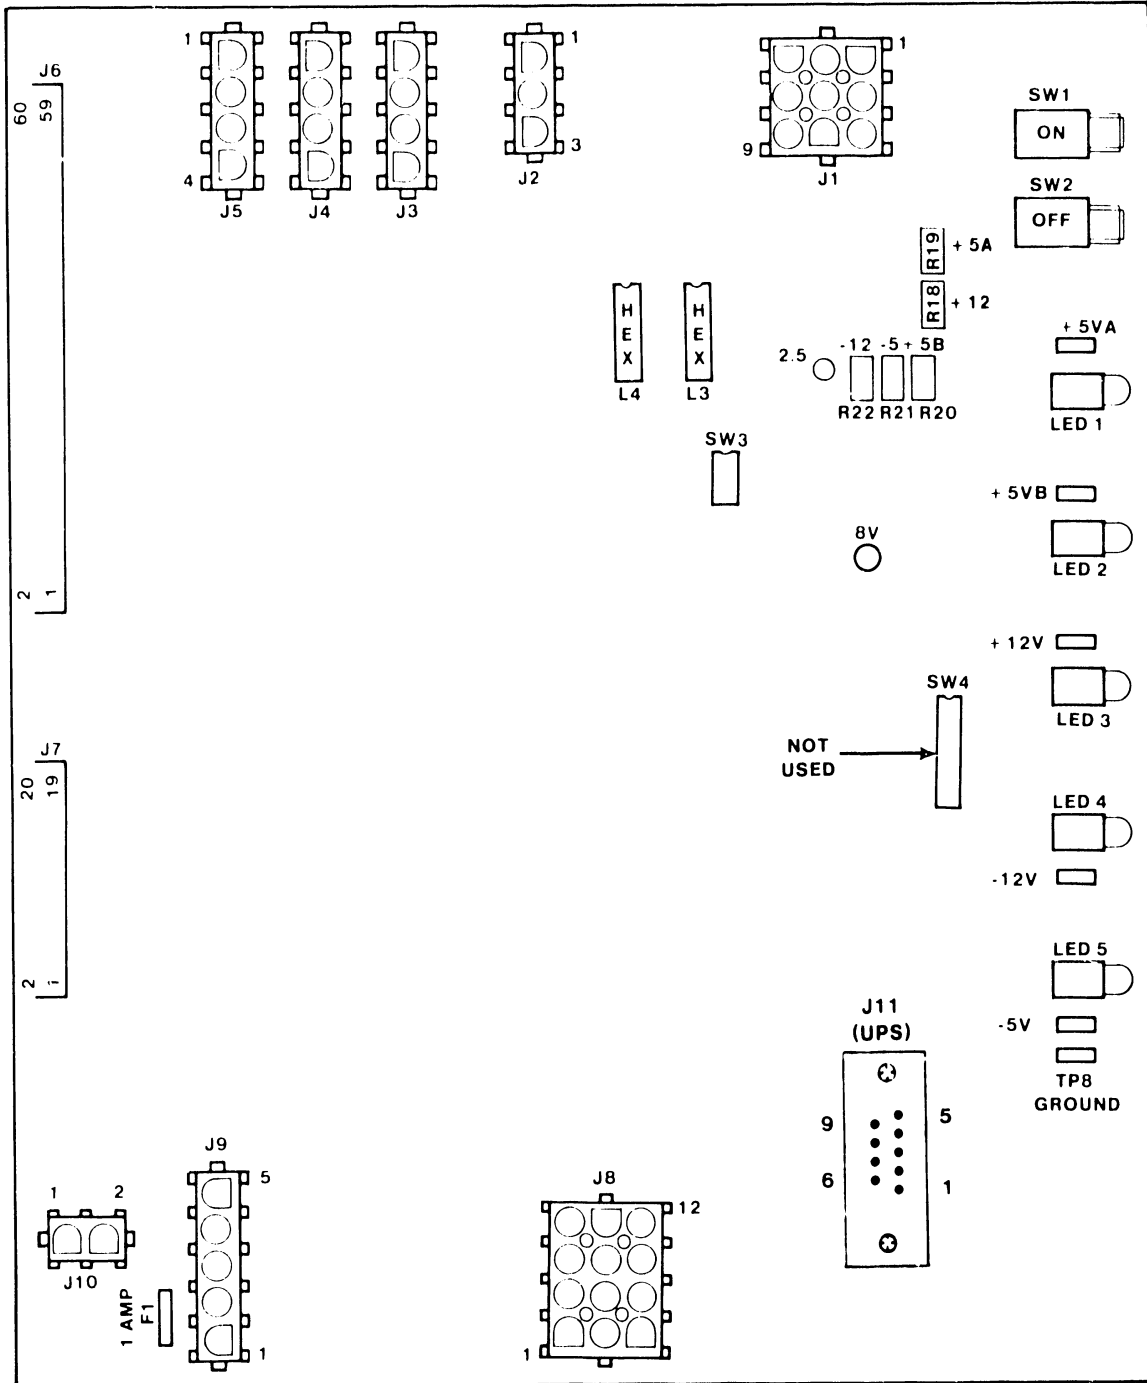 1
J5
4
J4
J3
1
3
J2
1
9
J1
J6
60
59
2
1
SW1
ON
SW2
OFF
R19
+ 5A
R18
+ 12
HEX
L4
HEX
L3
2.5
-12 -5 + 5B
R22 R21 R20
+ 5VA
LED 1
SW3
+ 5VB
LED 2
8V
+ 12V
LED 3
SW4
NOT
USED
J7
20
19
2
1
LED 4
-12V
LED 5
-5V
TP8
GROUND
J11
(UPS)
9
5
6
1
J9
5
1
1
2
J10
1 AMP
F1
J8
12
1